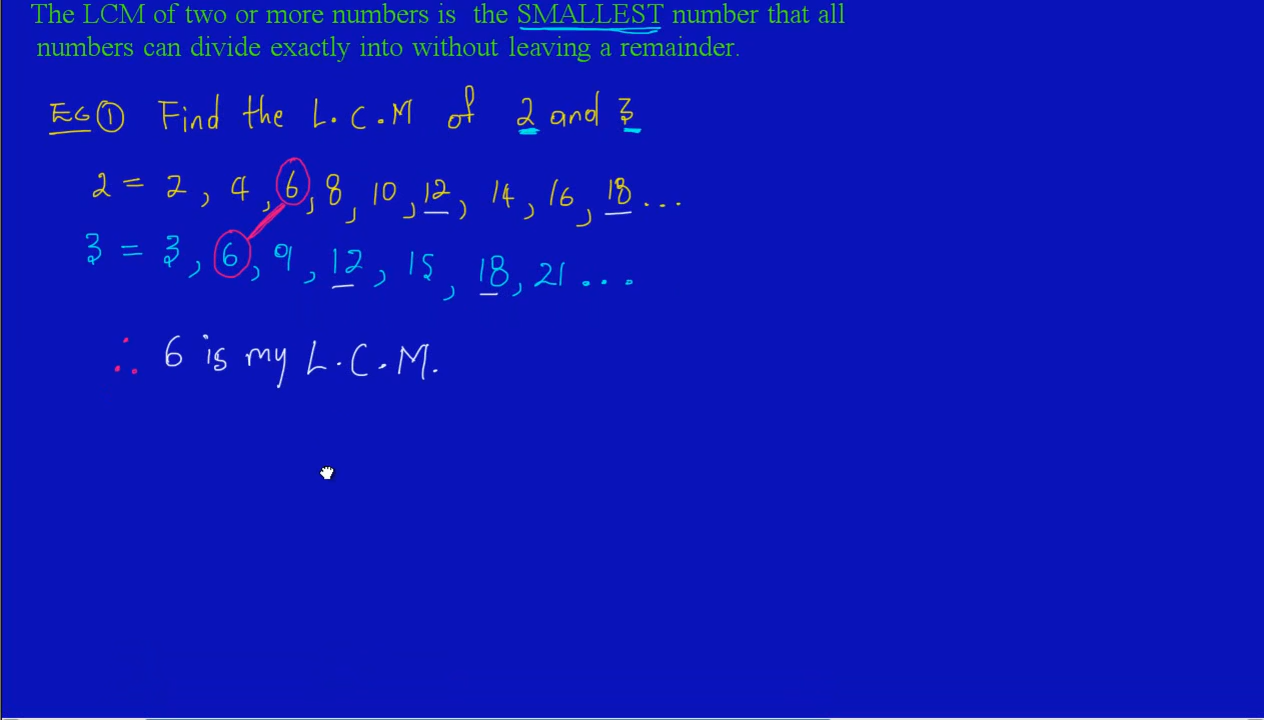 The LCM of two or more numbers is the SMALLEST number that all
numbers can divide exactly into without leaving a remainder.
EG ① Find the L.C.M of 2 and 3
2 = 2, 4, 6, 8, 10, 12, 14, 16, 18...
3 = 3, 6, 9, 12, 15, 18, 21...
∴ 6 is my L.C.M.